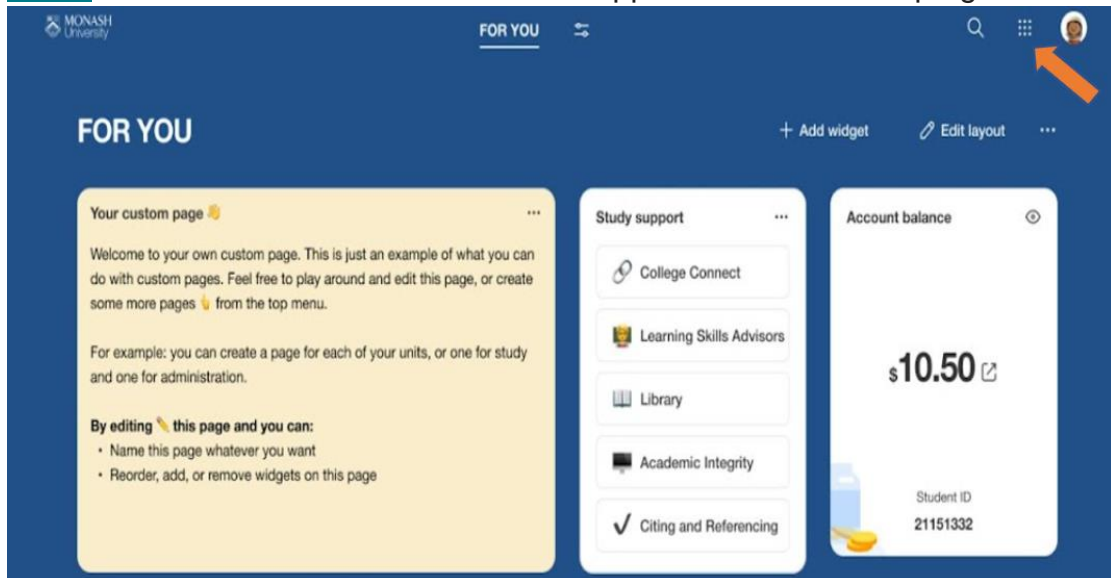 MONASH
University
FOR YOU
FOR YOU
+ Add widget
Edit layout
...
Your custom page 👋
...
Welcome to your own custom page. This is just an example of what you can
do with custom pages. Feel free to play around and edit this page, or create
some more pages 👆 from the top menu.
For example: you can create a page for each of your units, or one for study
and one for administration.
By editing ✏️ this page and you can:
• Name this page whatever you want
• Reorder, add, or remove widgets on this page
Study support
...
College Connect
Learning Skills Advisors
Library
Academic Integrity
Citing and Referencing
Account balance
$10.50
Student ID
21151332